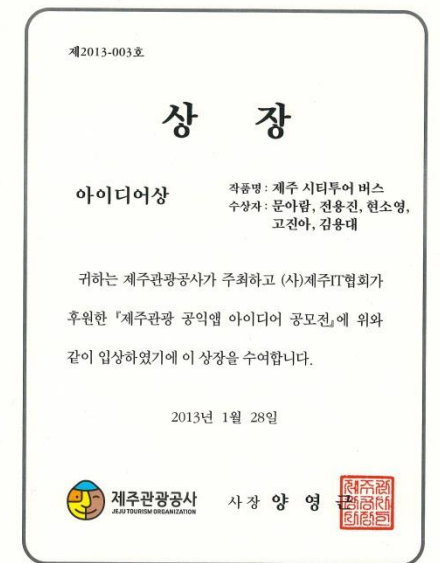 제2013-003호
상 장
아이디어상
작품명 : 제주 시티투어 버스
수상자 : 문아람, 전용진, 현소영,
고진아, 김용대
귀하는 제주관광공사가 주최하고 (사)제주IT협회가
후원한 『제주관광 공익앱 아이디어 공모전』에 위와
같이 입상하였기에 이 상장을 수여합니다.
2013년 1월 28일
제주관광공사
JEJU TOURISM ORGANIZATION
사 장 양 영 근